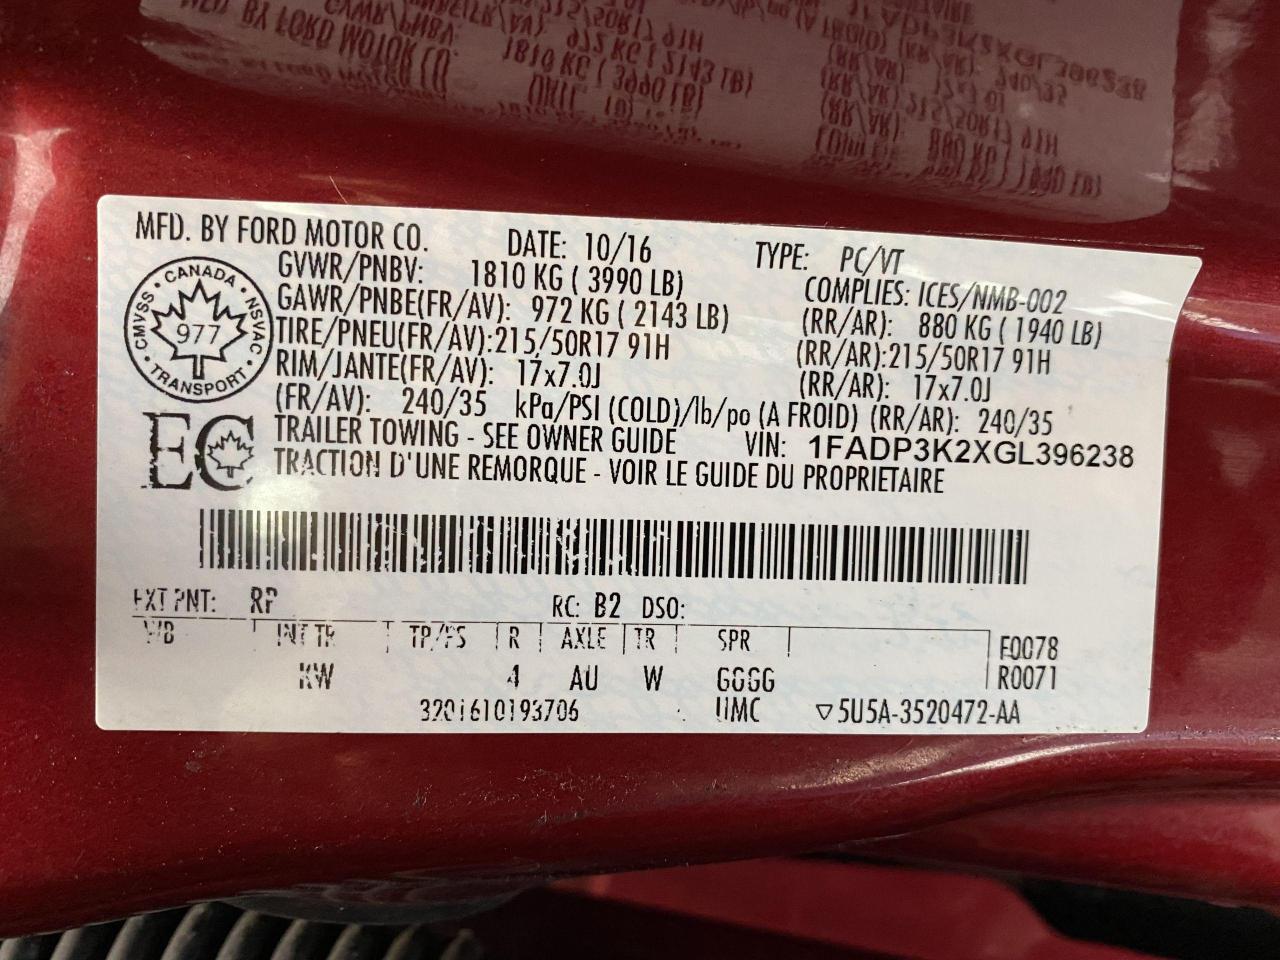 MFD. BY FORD MOTOR CO. DATE: 10/16 TYPE: PC/VT
GVWR/PNBV: 1810 KG ( 3990 LB) COMPLIES: ICES/NMB-002
GAWR/PNBE(FR/AV): 972 KG ( 2143 LB) (RR/AR): 880 KG ( 1940 LB)
TIRE/PNEU(FR/AV): 215/50R17 91H (RR/AR): 215/50R17 91H
RIM/JANTE(FR/AV): 17x7.0J (RR/AR): 17x7.0J
(FR/AV): 240/35 kPa/PSI (COLD)/lb/po (A FROID) (RR/AR): 240/35
TRAILER TOWING - SEE OWNER GUIDE VIN: 1FADP3K2XGL396238
TRACTION D'UNE REMORQUE - VOIR LE GUIDE DU PROPRIETAIRE
CANADA NSVAC TRANSPORT CMVSS
977
EC
EXT PNT: RP RC: B2 DSO:
WB INT TR TP/PS R AXLE TR SPR F0078
KW 4 AU W GGGG R0071
3201610193706 UMC ▽5U5A-3520472-AA